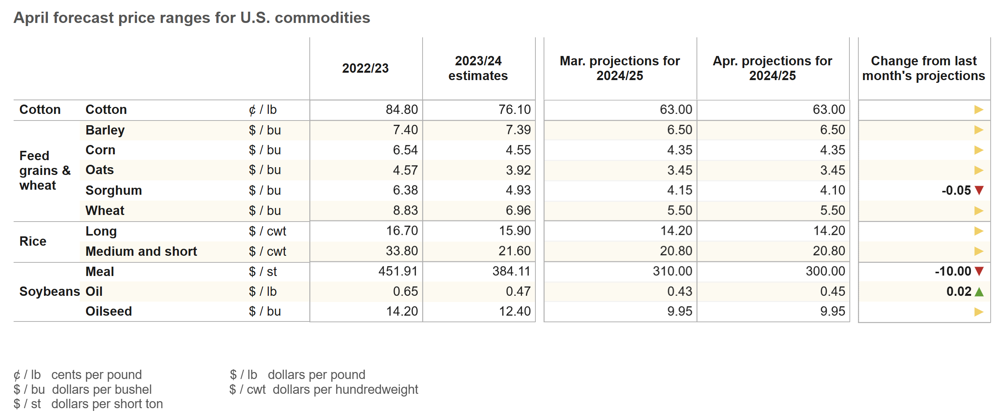 April forecast price ranges for U.S. commodities
2022/23
2023/24
estimates
Mar. projections for
2024/25
Apr. projections for
2024/25
Change from last
month's projections
Cotton Cotton ¢ / lb 84.80 76.10 63.00 63.00
Feed
grains &
wheat
Barley $ / bu 7.40 7.39 6.50 6.50
Corn $ / bu 6.54 4.55 4.35 4.35
Oats $ / bu 4.57 3.92 3.45 3.45
Sorghum $ / bu 6.38 4.93 4.15 4.10 -0.05
Wheat $ / bu 8.83 6.96 5.50 5.50
Rice
Long $ / cwt 16.70 15.90 14.20 14.20
Medium and short $ / cwt 33.80 21.60 20.80 20.80
Soybeans
Meal $ / st 451.91 384.11 310.00 300.00 -10.00
Oil $ / lb 0.65 0.47 0.43 0.45 0.02
Oilseed $ / bu 14.20 12.40 9.95 9.95
¢ / lb cents per pound
$ / bu dollars per bushel
$ / st dollars per short ton
$ / lb dollars per pound
$ / cwt dollars per hundredweight